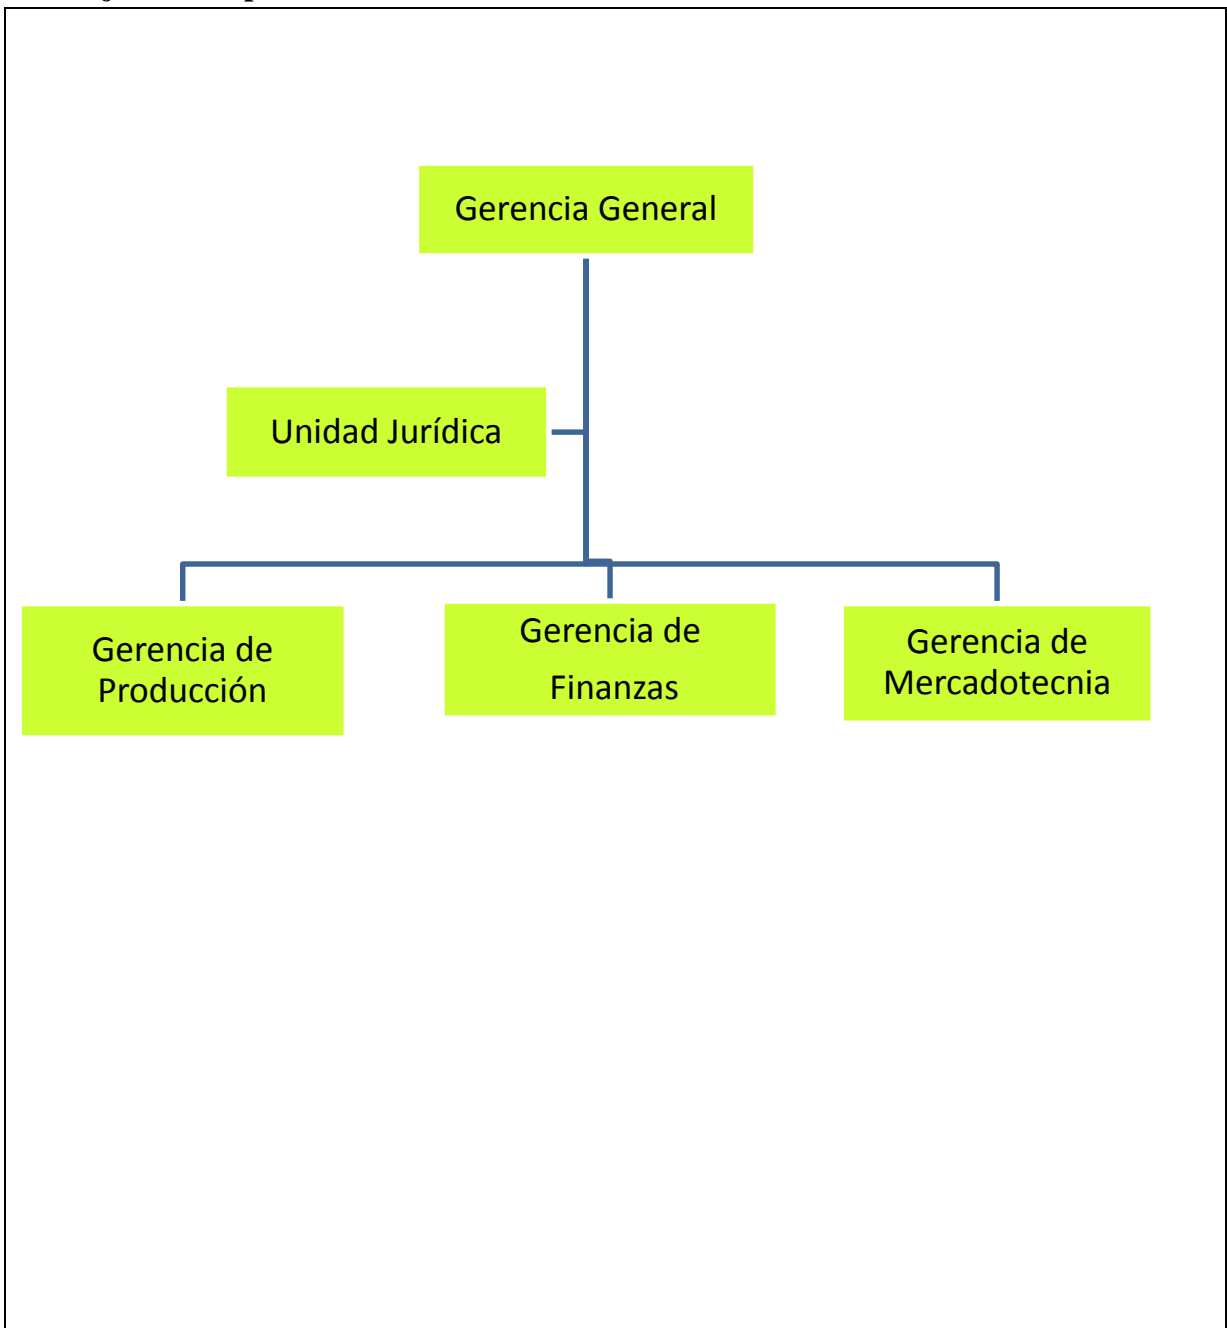 Gerencia General
Unidad Jurídica
Gerencia de
Producción
Gerencia de
Finanzas
Gerencia de
Mercadotecnia